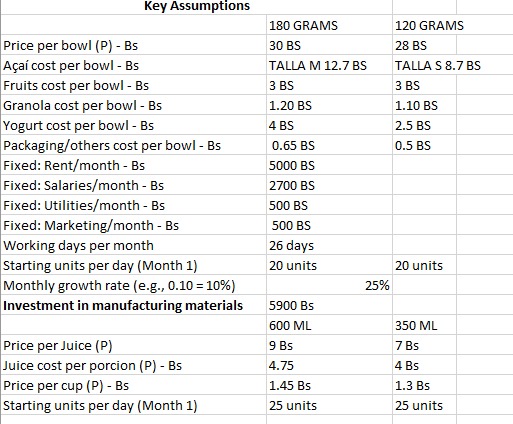 Key Assumptions
180 GRAMS 120 GRAMS
Price per bowl (P) - Bs 30 BS 28 BS
Açaí cost per bowl - Bs TALLA M 12.7 BS TALLA S 8.7 BS
Fruits cost per bowl - Bs 3 BS 3 BS
Granola cost per bowl - Bs 1.20 BS 1.10 BS
Yogurt cost per bowl - Bs 4 BS 2.5 BS
Packaging/others cost per bowl - Bs 0.65 BS 0.5 BS
Fixed: Rent/month - Bs 5000 BS
Fixed: Salaries/month - Bs 2700 BS
Fixed: Utilities/month - Bs 500 BS
Fixed: Marketing/month - Bs 500 BS
Working days per month 26 days
Starting units per day (Month 1) 20 units 20 units
Monthly growth rate (e.g., 0.10 = 10%) 25%
Investment in manufacturing materials 5900 Bs
600 ML 350 ML
Price per Juice (P) 9 Bs 7 Bs
Juice cost per porcion (P) - Bs 4.75 4 Bs
Price per cup (P) - Bs 1.45 Bs 1.3 Bs
Starting units per day (Month 1) 25 units 25 units